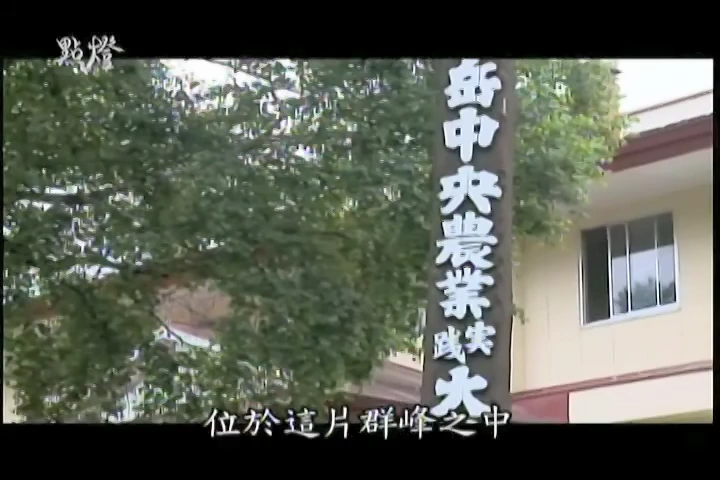 點燈
岳中央農業実践大
位於這片群峰之中